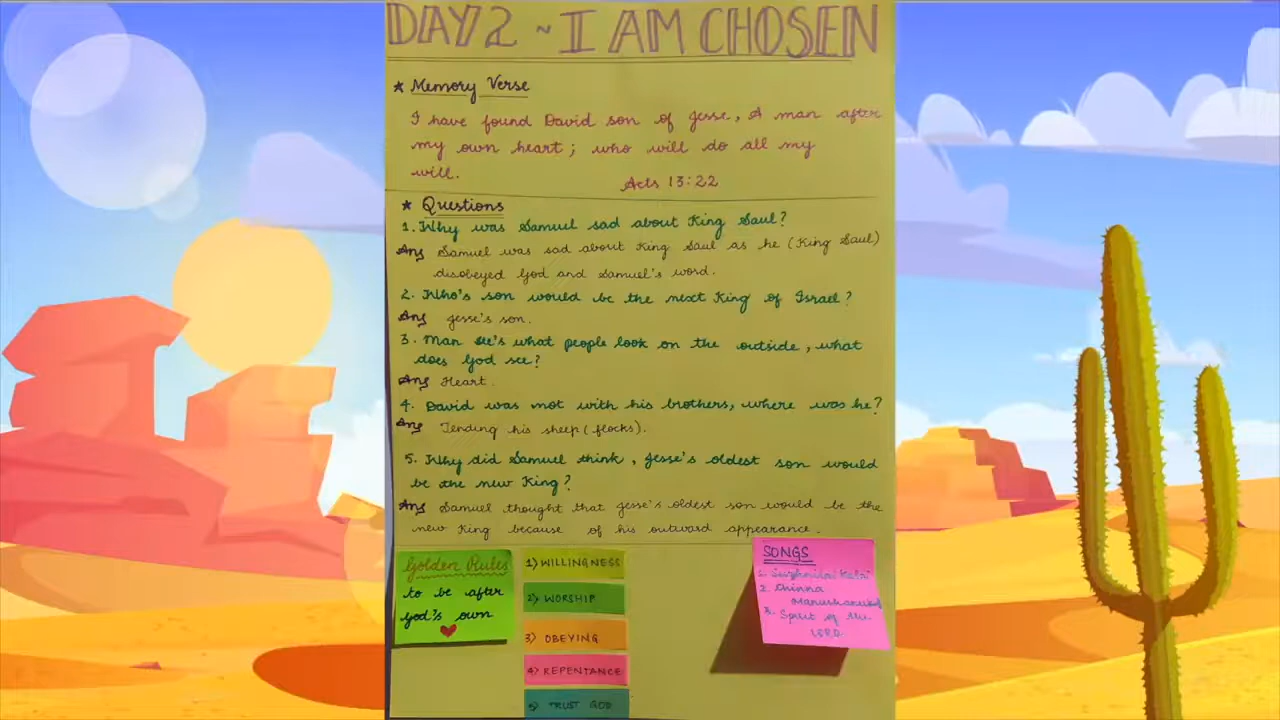 DAY 2 ~ I AM CHOSEN
★ Memory Verse
I have found David son of Jesse, A man after
my own heart; who will do all my
will.
Acts 13:22
★ Questions
1. Why was Samuel sad about King Saul?
Ans Samuel was sad about King Saul as he (King Saul)
disobeyed God and Samuel's word.
2. Who's son would be the next King of Israel?
Ans Jesse's son.
3. Man see's what people look on the outside, what
does God see?
Ans Heart.
4. David was not with his brothers, where was he?
Ans Tending his sheep (flocks).
5. Why did Samuel think, Jesse's oldest son would
be the new King?
Ans Samuel thought that Jesse's oldest son would be the
new King because of his outward appearance.
Golden Rules
to be after
God's own
❤
1) WILLINGNESS
2) WORSHIP
3) OBEYING
4) REPENTANCE
5) TRUST GOD
SONGS
1.
2. Chinna
3. Spirit of the
LORD